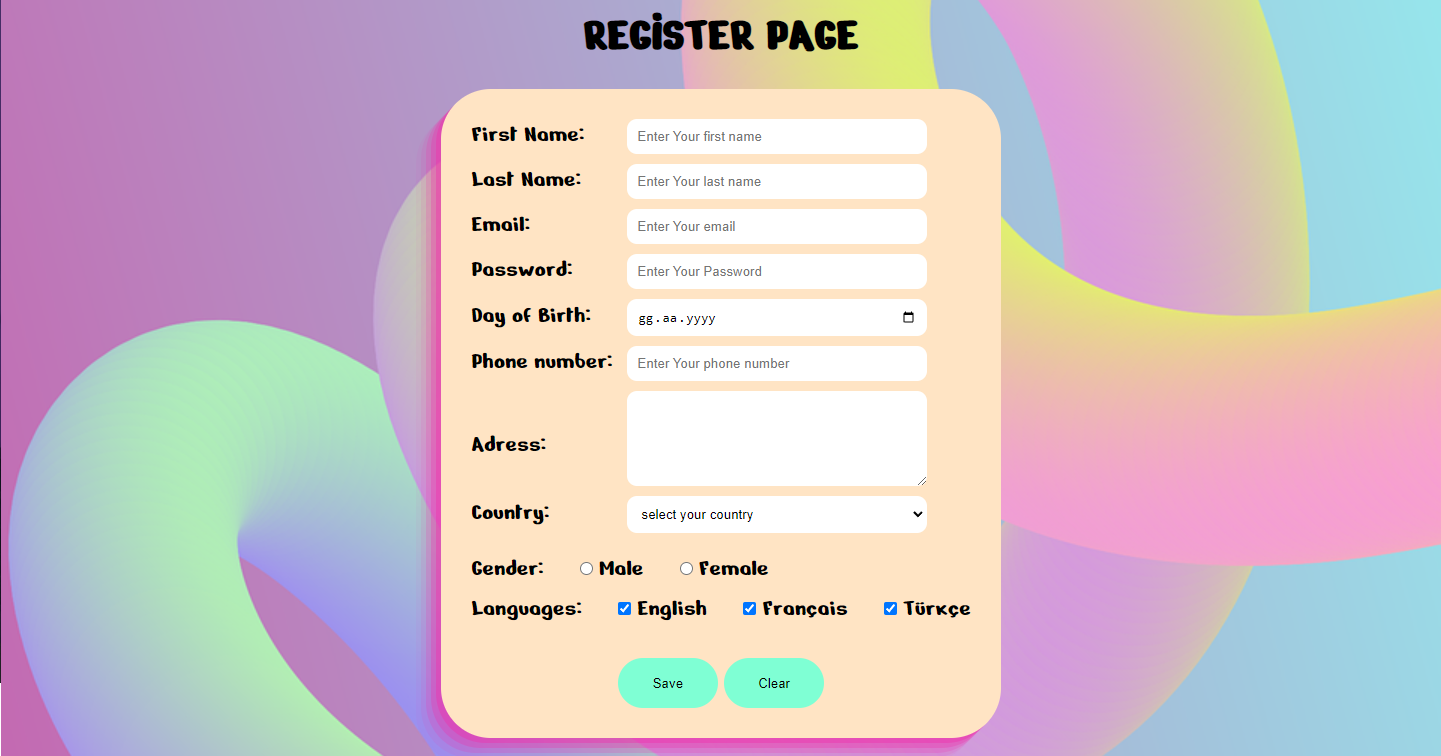 REGİSTER PAGE
First Name: Enter Your first name
Last Name: Enter Your last name
Email: Enter Your email
Password: Enter Your Password
Day of Birth: gg.aa.yyyy
Phone number: Enter Your phone number
Adress:
Country: select your country
Gender: Male Female
Languages: English Français Türkçe
Save Clear